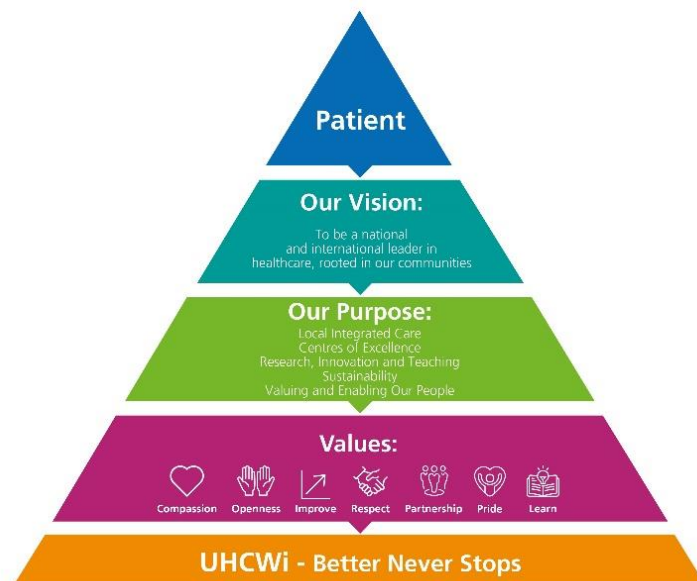 Patient
Our Vision:
To be a national
and international leader in
healthcare, rooted in our communities
Our Purpose:
Local Integrated Care
Centres of Excellence
Research, Innovation and Teaching
Sustainability
Valuing and Enabling Our People
Values:
Compassion Openness Improve Respect Partnership Pride Learn
UHCWi - Better Never Stops